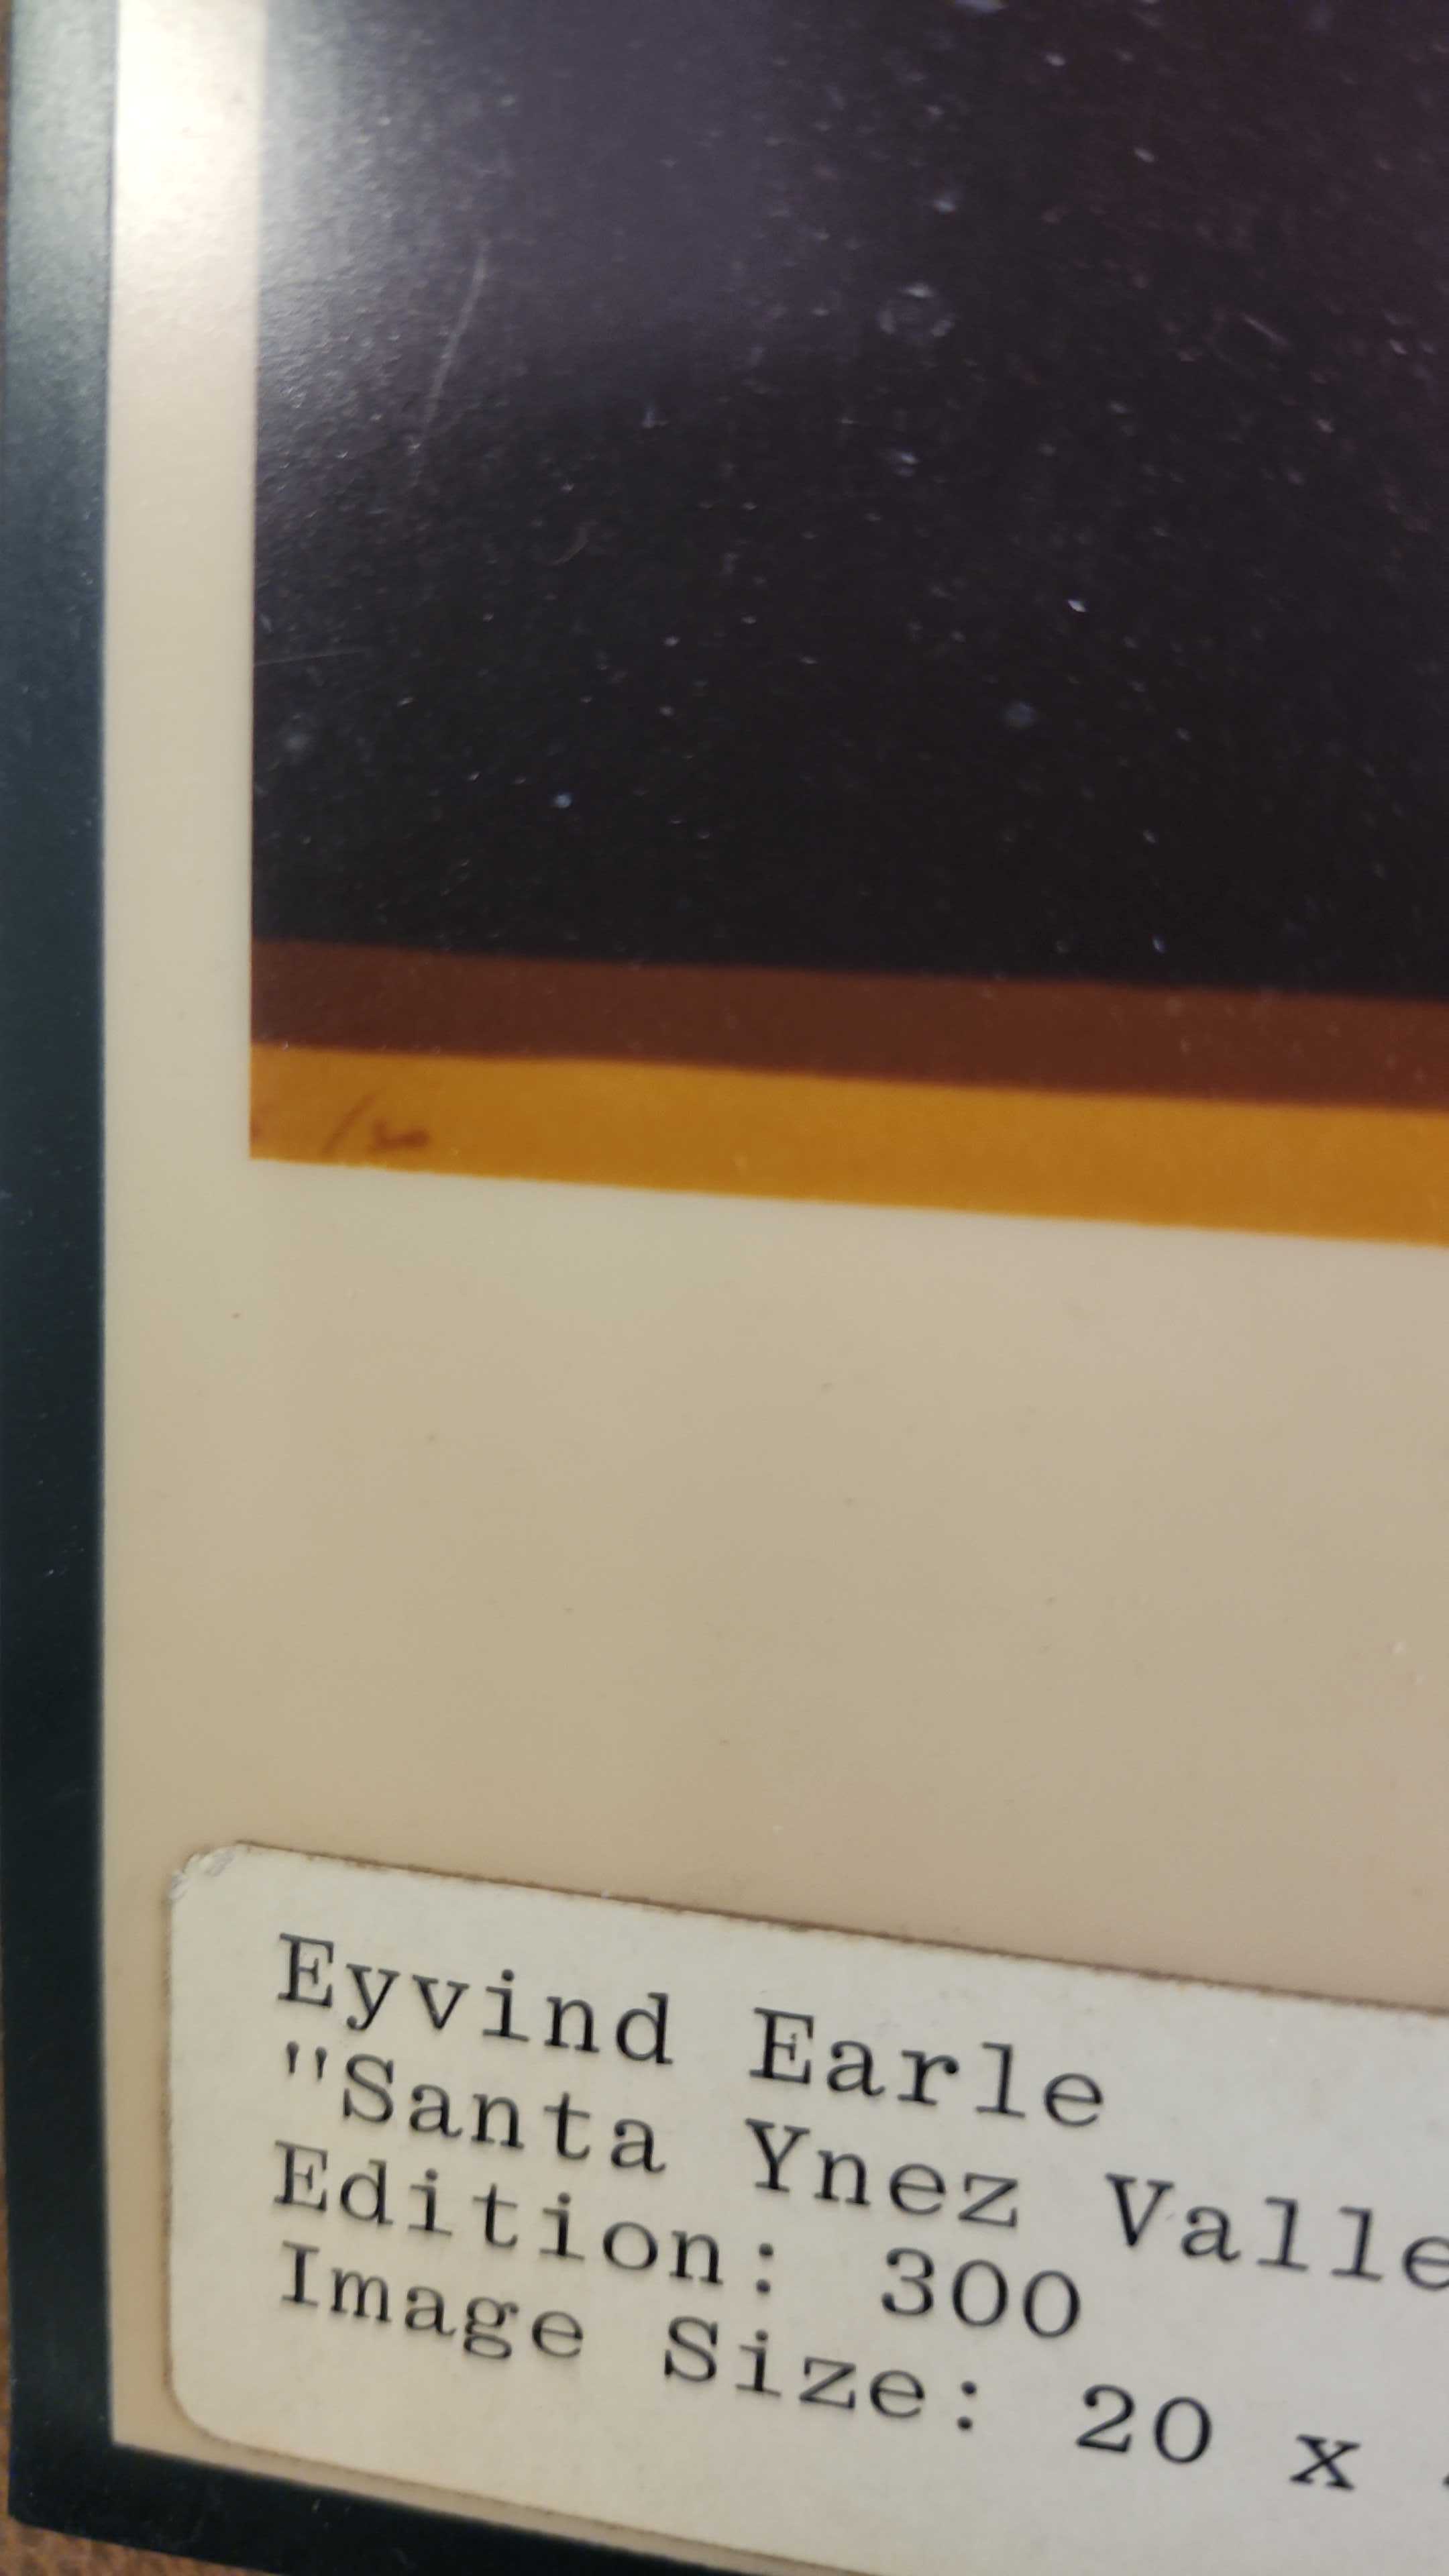 Eyvind Earle
"Santa Ynez Valle
Edition: 300
Image Size: 20 x